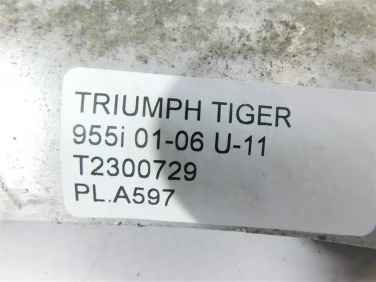 TRIUMPH TIGER
955i 01-06 U-11
T2300729
PL.A597